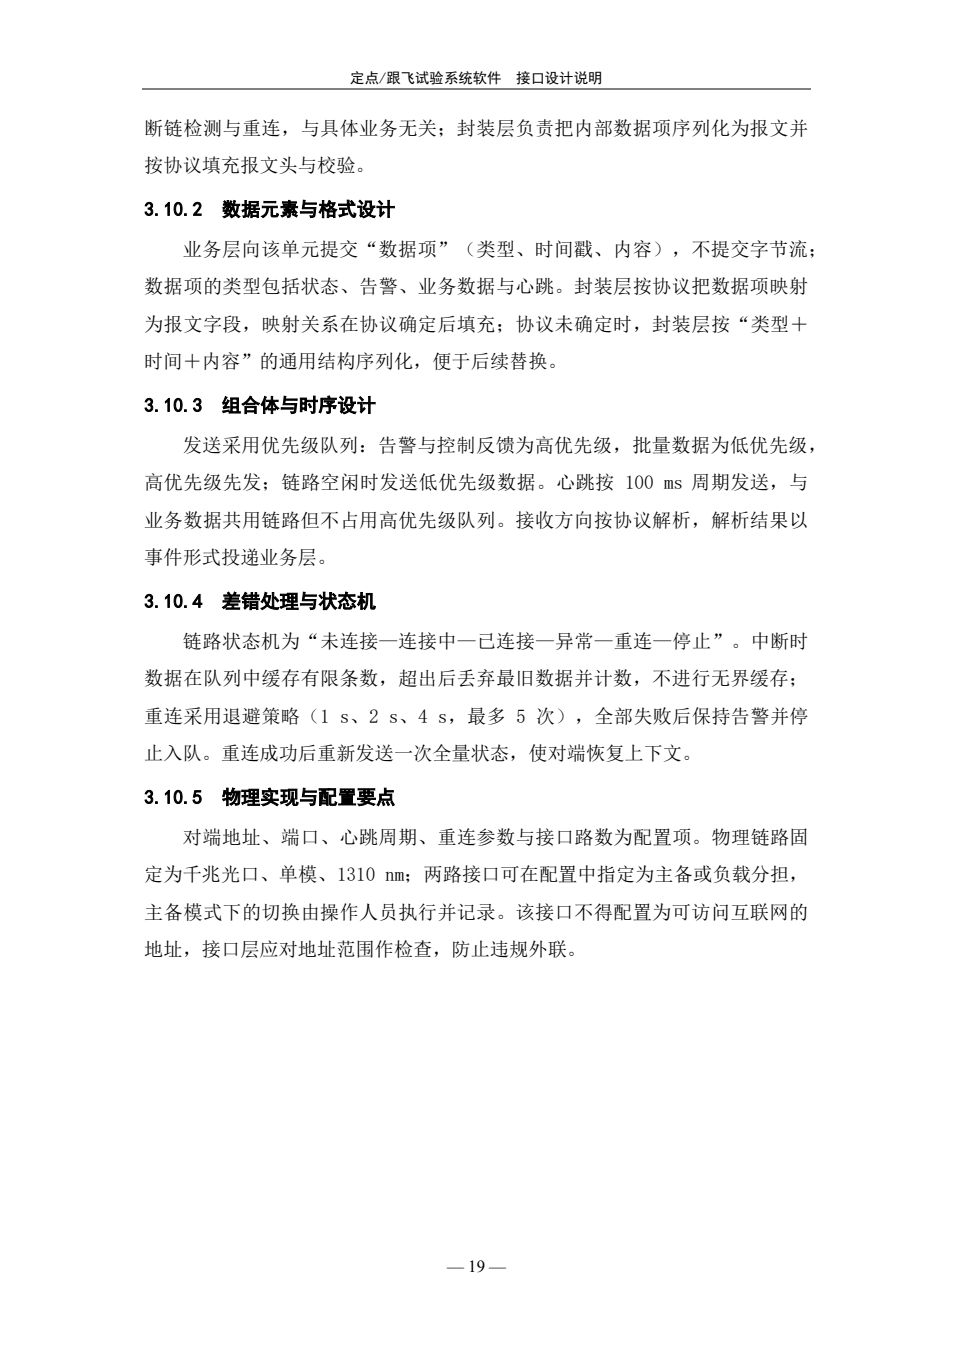 定点/跟飞试验系统软件　接口设计说明
断链检测与重连，与具体业务无关；封装层负责把内部数据项序列化为报文并
按协议填充报文头与校验。
3.10.2　数据元素与格式设计
业务层向该单元提交“数据项”（类型、时间戳、内容），不提交字节流；
数据项的类型包括状态、告警、业务数据与心跳。封装层按协议把数据项映射
为报文字段，映射关系在协议确定后填充；协议未确定时，封装层按“类型＋
时间＋内容”的通用结构序列化，便于后续替换。
3.10.3　组合体与时序设计
发送采用优先级队列：告警与控制反馈为高优先级，批量数据为低优先级，
高优先级先发；链路空闲时发送低优先级数据。心跳按 100 ms 周期发送，与
业务数据共用链路但不占用高优先级队列。接收方向按协议解析，解析结果以
事件形式投递业务层。
3.10.4　差错处理与状态机
链路状态机为“未连接—连接中—已连接—异常—重连—停止”。中断时
数据在队列中缓存有限条数，超出后丢弃最旧数据并计数，不进行无界缓存；
重连采用退避策略（1 s、2 s、4 s，最多 5 次），全部失败后保持告警并停
止入队。重连成功后重新发送一次全量状态，使对端恢复上下文。
3.10.5　物理实现与配置要点
对端地址、端口、心跳周期、重连参数与接口路数为配置项。物理链路固
定为千兆光口、单模、1310 nm；两路接口可在配置中指定为主备或负载分担，
主备模式下的切换由操作人员执行并记录。该接口不得配置为可访问互联网的
地址，接口层应对地址范围作检查，防止违规外联。
— 19 —